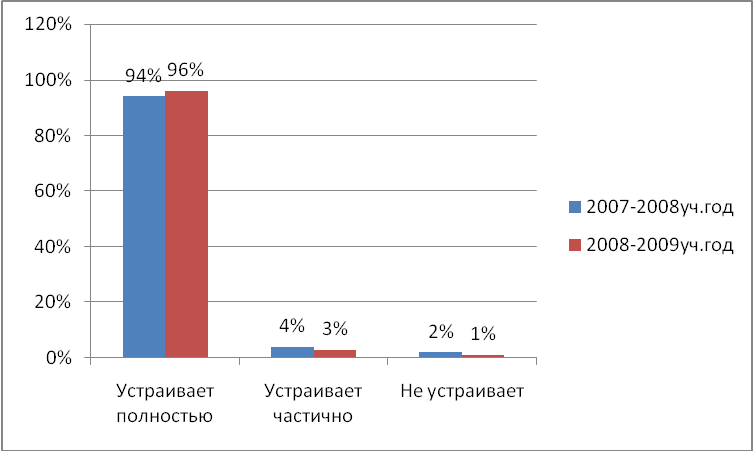 120%
100%
80%
60%
40%
20%
0%
94%
96%
4%
3%
2%
1%
Устраивает
полностью
Устраивает
частично
Не устраивает
2007-2008уч.год
2008-2009уч.год